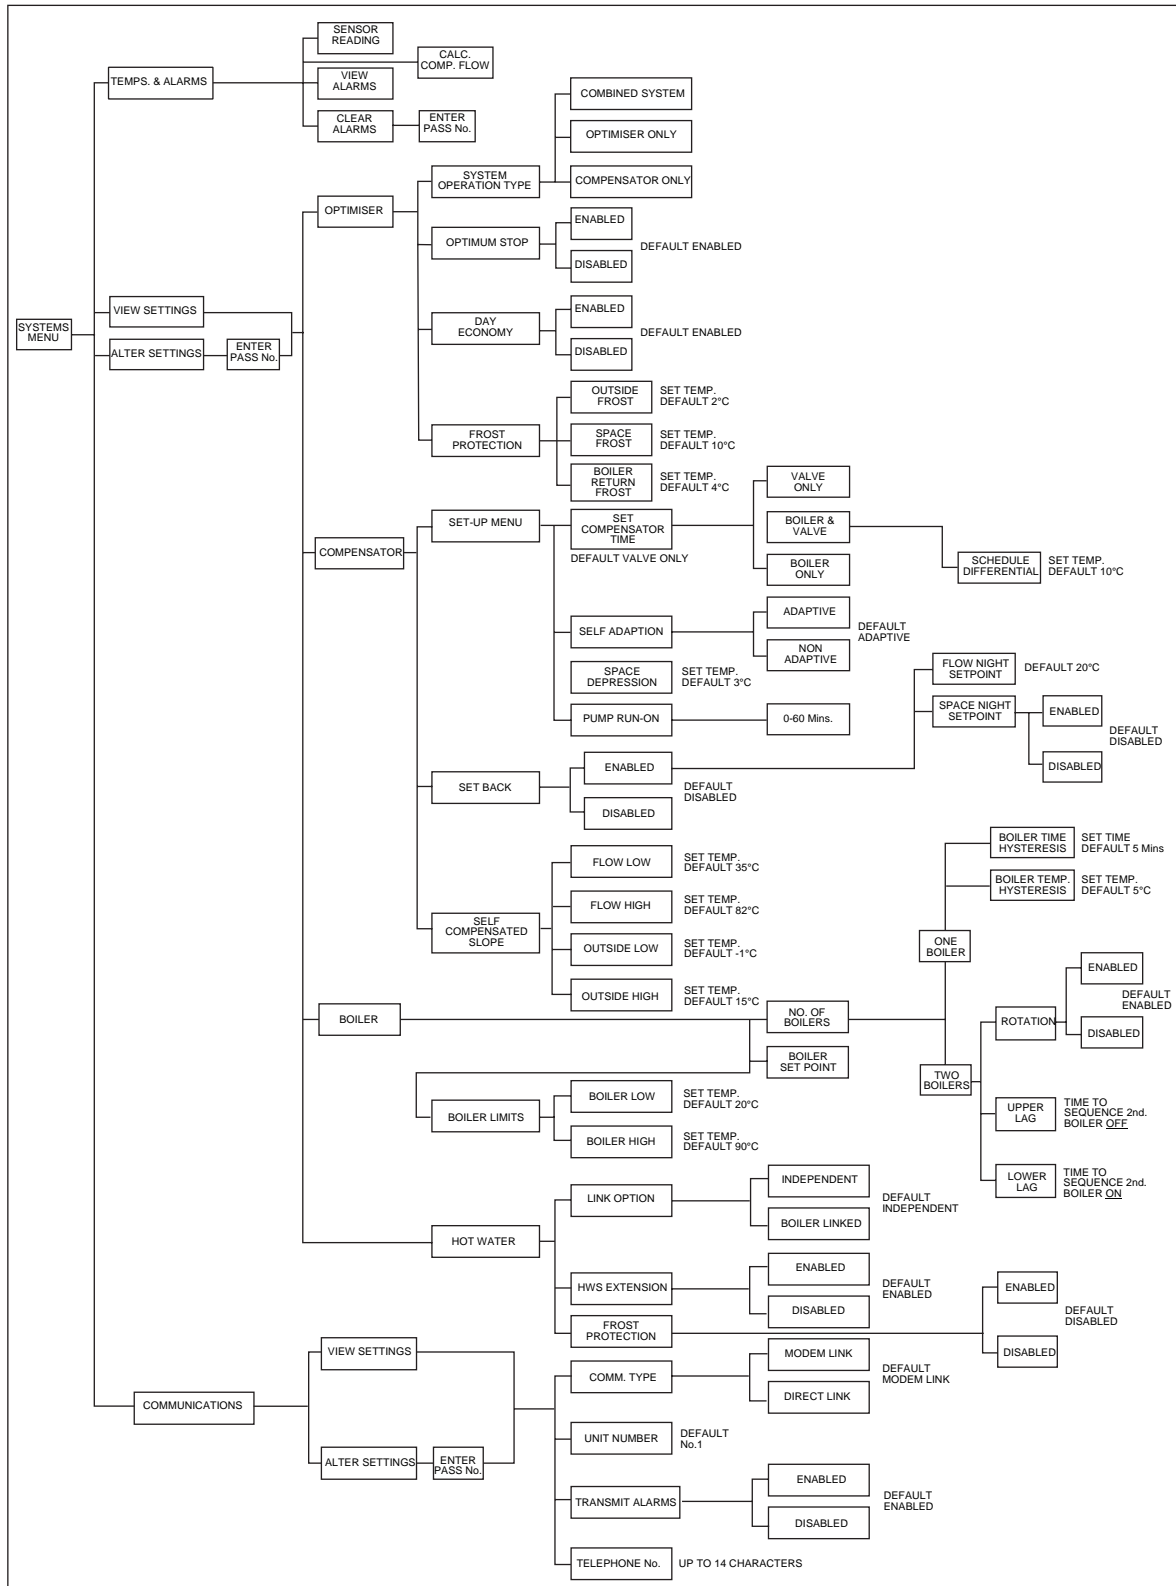 SENSOR
READING
CALC.
COMP. FLOW
TEMPS. & ALARMS
VIEW
ALARMS
CLEAR
ALARMS
ENTER
PASS No.
COMBINED SYSTEM
OPTIMISER ONLY
SYSTEM
OPERATION TYPE
COMPENSATOR ONLY
OPTIMISER
OPTIMUM STOP
ENABLED
DISABLED
DEFAULT ENABLED
SYSTEMS
MENU
VIEW SETTINGS
ALTER SETTINGS
ENTER
PASS No.
DAY
ECONOMY
ENABLED
DISABLED
DEFAULT ENABLED
FROST
PROTECTION
OUTSIDE
FROST
SET TEMP.
DEFAULT 2°C
SPACE
FROST
SET TEMP.
DEFAULT 10°C
BOILER
RETURN
FROST
SET TEMP.
DEFAULT 4°C
COMPENSATOR
SET-UP MENU
SET
COMPENSATOR
TIME
DEFAULT VALVE ONLY
VALVE
ONLY
BOILER &
VALVE
BOILER
ONLY
SCHEDULE
DIFFERENTIAL
SET TEMP.
DEFAULT 10°C
SELF ADAPTION
ADAPTIVE
NON
ADAPTIVE
DEFAULT
ADAPTIVE
SPACE
DEPRESSION
SET TEMP.
DEFAULT 3°C
PUMP RUN-ON
0-60 Mins.
FLOW NIGHT
SETPOINT
DEFAULT 20°C
SPACE NIGHT
SETPOINT
ENABLED
DISABLED
DEFAULT
DISABLED
SET BACK
ENABLED
DISABLED
DEFAULT
DISABLED
SELF
COMPENSATED
SLOPE
FLOW LOW
SET TEMP.
DEFAULT 35°C
FLOW HIGH
SET TEMP.
DEFAULT 82°C
OUTSIDE LOW
SET TEMP.
DEFAULT -1°C
OUTSIDE HIGH
SET TEMP.
DEFAULT 15°C
BOILER
NO. OF
BOILERS
BOILER
SET POINT
BOILER TIME
HYSTERESIS
SET TIME
DEFAULT 5 Mins
BOILER TEMP.
HYSTERESIS
SET TEMP.
DEFAULT 5°C
ONE
BOILER
TWO
BOILERS
ROTATION
ENABLED
DISABLED
DEFAULT
ENABLED
UPPER
LAG
TIME TO
SEQUENCE 2nd.
BOILER OFF
LOWER
LAG
TIME TO
SEQUENCE 2nd.
BOILER ON
BOILER LIMITS
BOILER LOW
SET TEMP.
DEFAULT 20°C
BOILER HIGH
SET TEMP.
DEFAULT 90°C
HOT WATER
LINK OPTION
INDEPENDENT
BOILER LINKED
DEFAULT
INDEPENDENT
HWS EXTENSION
ENABLED
DISABLED
DEFAULT
ENABLED
FROST
PROTECTION
ENABLED
DISABLED
DEFAULT
DISABLED
COMMUNICATIONS
VIEW SETTINGS
ALTER SETTINGS
ENTER
PASS No.
COMM. TYPE
MODEM LINK
DIRECT LINK
DEFAULT
MODEM LINK
UNIT NUMBER
DEFAULT
No.1
TRANSMIT ALARMS
ENABLED
DISABLED
DEFAULT
ENABLED
TELEPHONE No.
UP TO 14 CHARACTERS